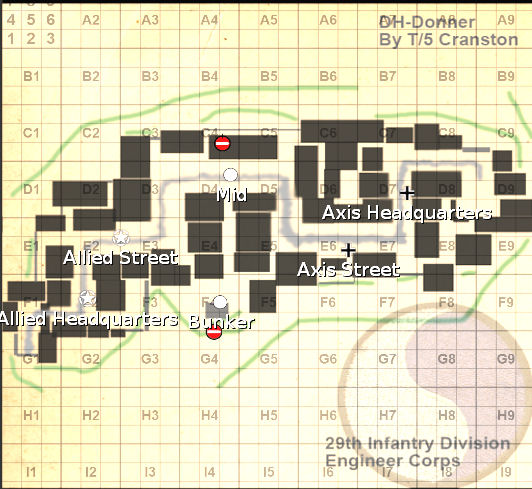 4 5 6 A2 A3 A4 A5 A6 A7 A8 A9
DH-Donner
1 2 3
By T/5 Cranston
B1 B2 B3 B4 B5 B6 B7 B8 B9
C1 C2 C3 C4 C5 C6 C7 C8 C9
D1 D2 D3 D4 D5 D6 D7 D8 D9
Mid
Axis Headquarters
E1 E2 E3 E4 E5 E6 E7 E8 E9
Allied Street
Axis Street
F1 F2 F3 F4 F5 F6 F7 F8 F9
Allied Headquarters
Bunker
G1 G2 G3 G4 G5 G6 G7 G8 G9
H1 H2 H3 H4 H5 H6 H7 H8 H9
29th Infantry Division
Engineer Corps
I1 I2 I3 I4 I5 I6 I7 I8 I9